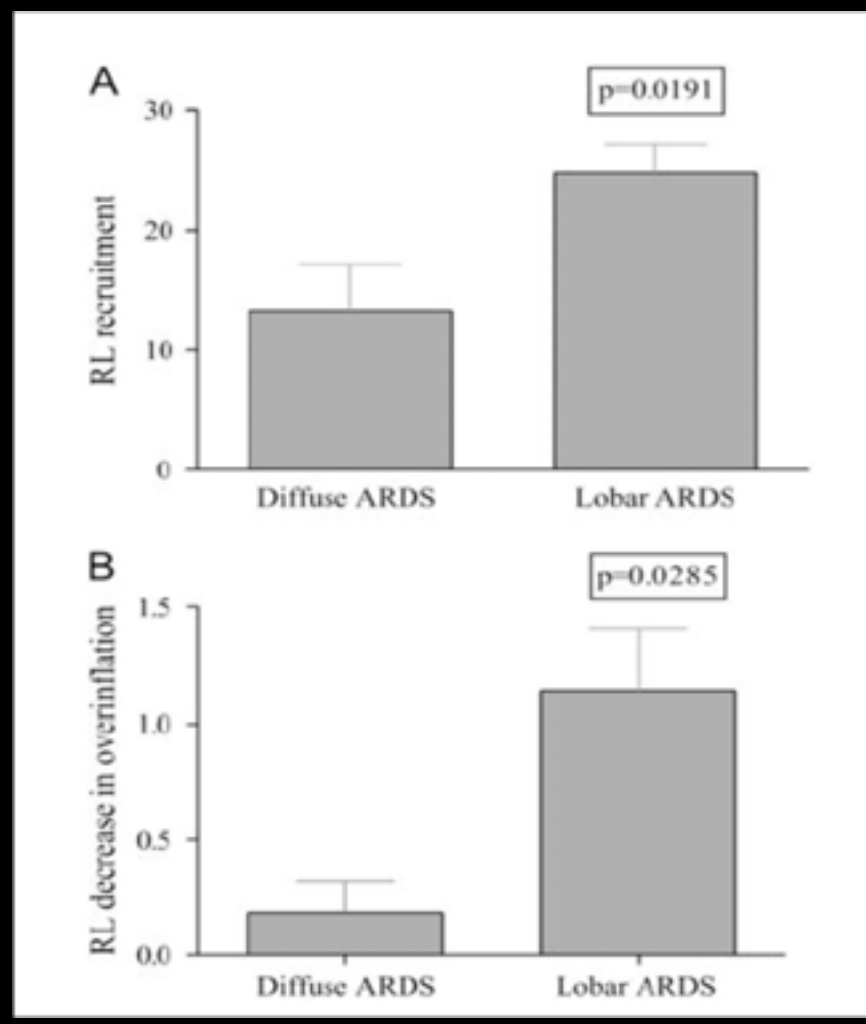 A
p=0.0191
30
20
10
0
RL recruitment
Diffuse ARDS
Lobar ARDS
B
p=0.0285
1.5
1.0
0.5
0.0
RL decrease in overinflation
Diffuse ARDS
Lobar ARDS